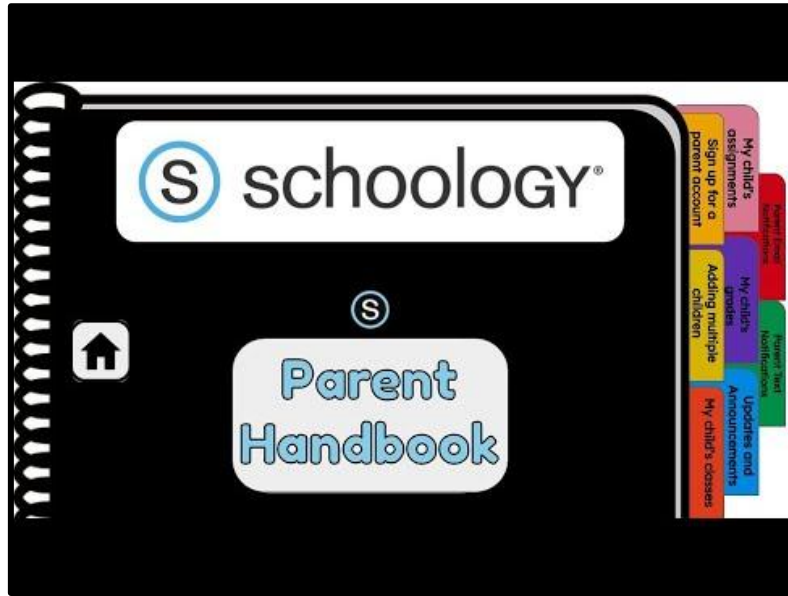 S schoology®
S
Parent
Handbook
Sign up for a
parent account
Adding multiple
children
My child's classes
My child's
assignments
My child's
grades
Updates and
Announcements
Parent Email
Notifications
Parent Text
Notifications